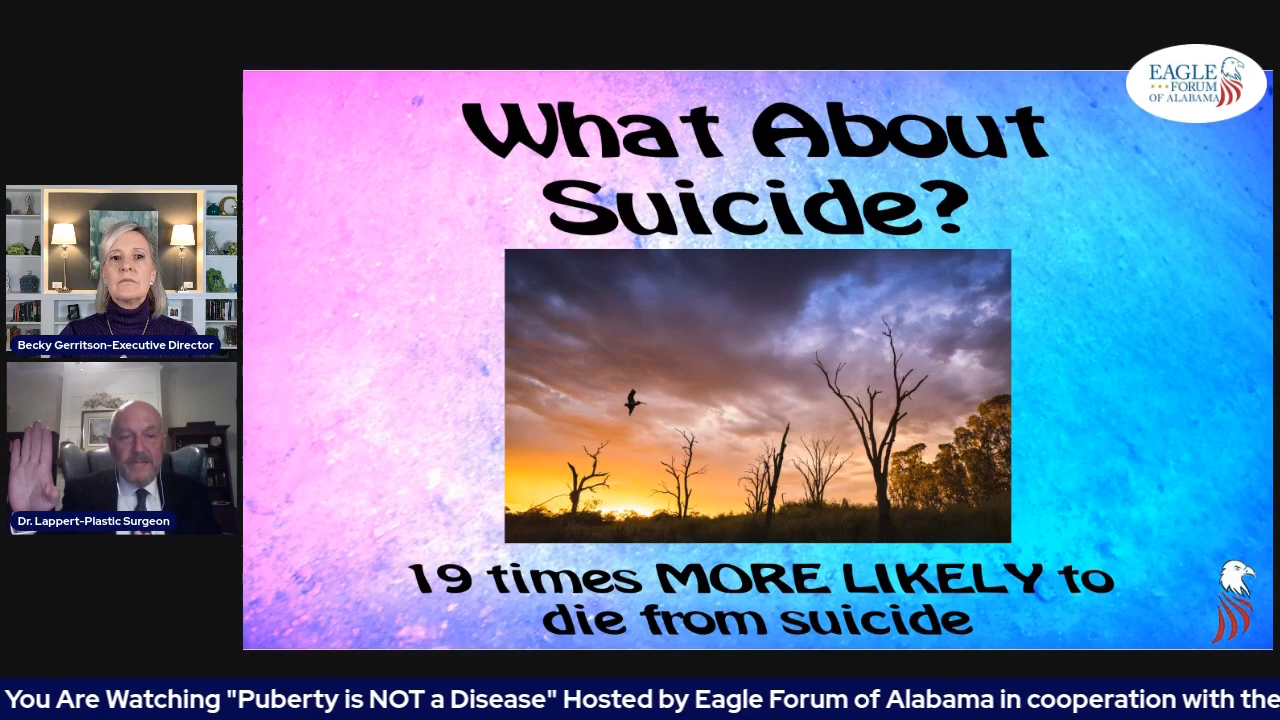 EAGLE
FORUM
OF ALABAMA
What About
Suicide?
Becky Gerritson-Executive Director
Dr. Lappert-Plastic Surgeon
19 times MORE LIKELY to
die from suicide
You Are Watching "Puberty is NOT a Disease" Hosted by Eagle Forum of Alabama in cooperation with the